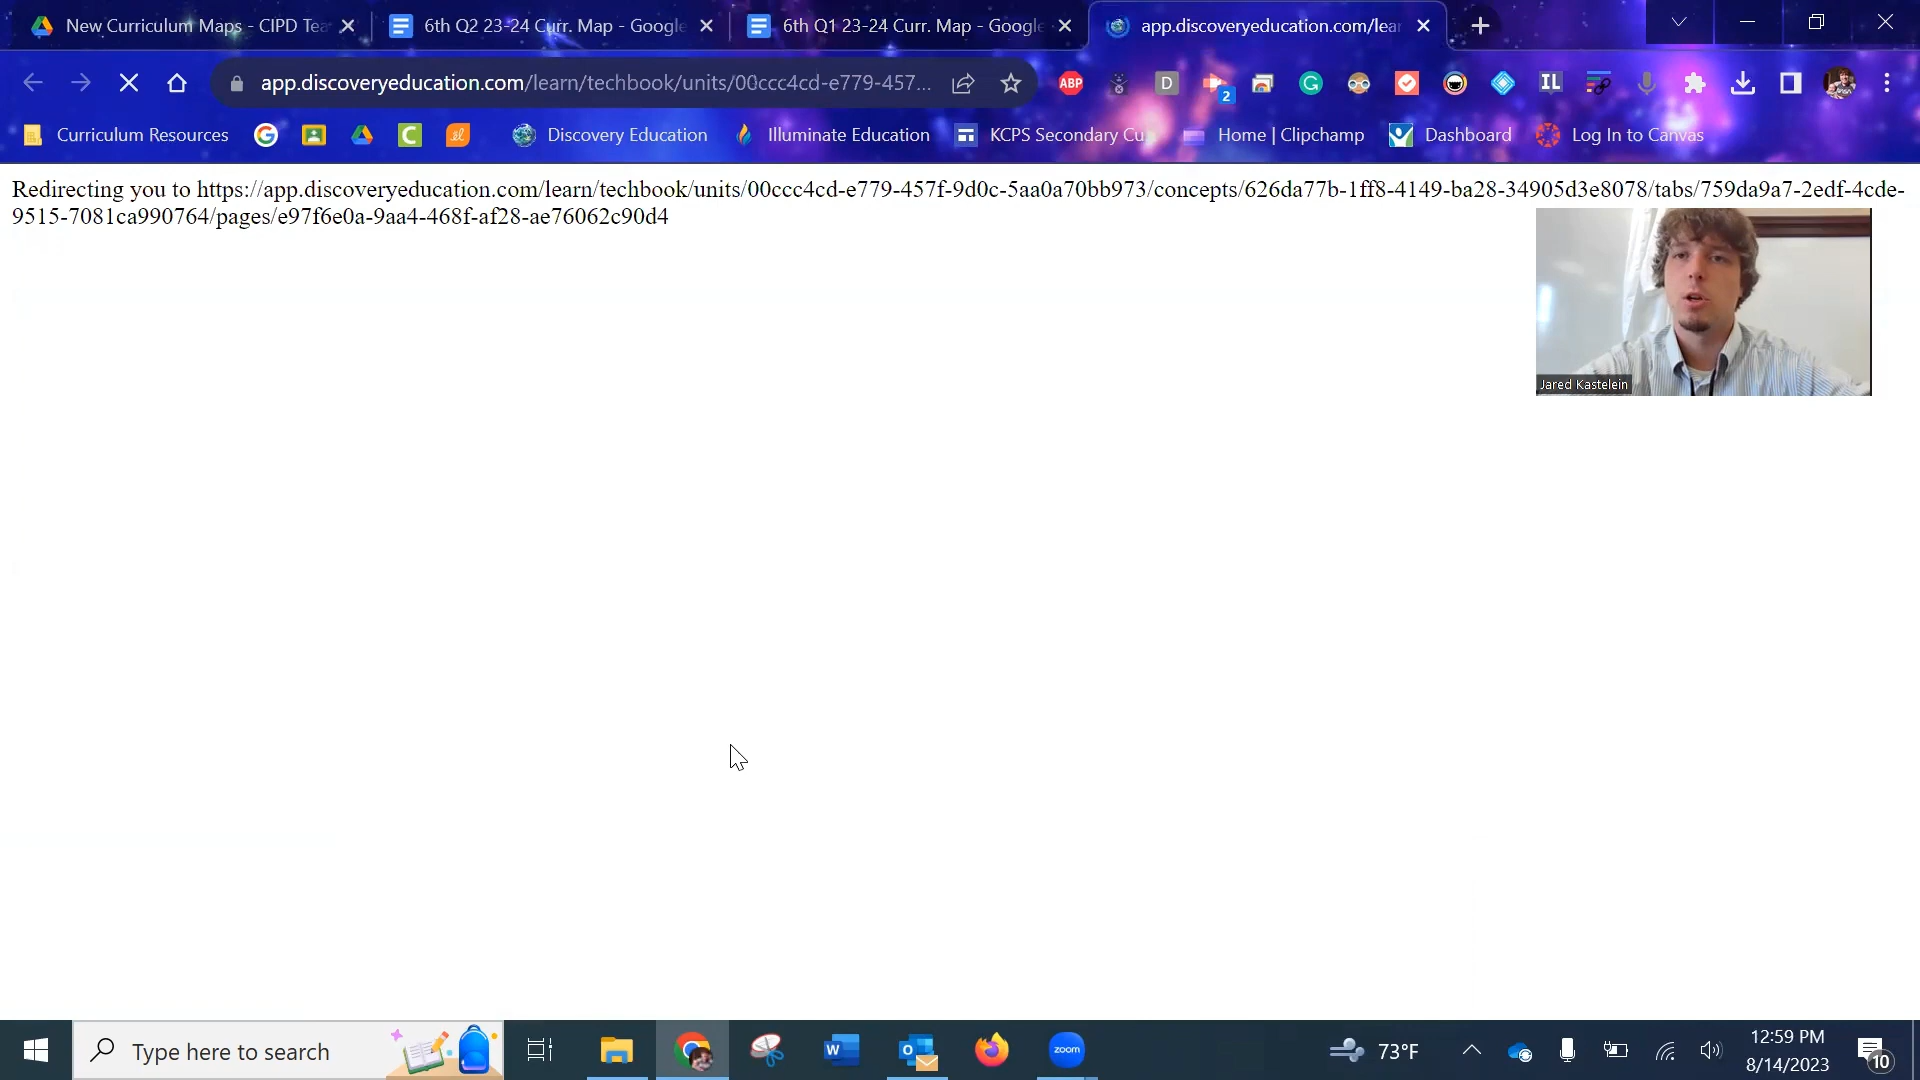 New Curriculum Maps - CIPD Tea
6th Q2 23-24 Curr. Map - Google
6th Q1 23-24 Curr. Map - Google
app.discoveryeducation.com/lear
app.discoveryeducation.com/learn/techbook/units/00ccc4cd-e779-457...
ABP
D
2
G
IL
Curriculum Resources
G
C
el
Discovery Education
Illuminate Education
KCPS Secondary Cu
Home | Clipchamp
Dashboard
Log In to Canvas
Redirecting you to https://app.discoveryeducation.com/learn/techbook/units/00ccc4cd-e779-457f-9d0c-5aa0a70bb973/concepts/626da77b-1ff8-4149-ba28-34905d3e8078/tabs/759da9a7-2edf-4cde-
9515-7081ca990764/pages/e97f6e0a-9aa4-468f-af28-ae76062c90d4
Jared Kastelein
Type here to search
W
O
zoom
73°F
12:59 PM
8/14/2023
10